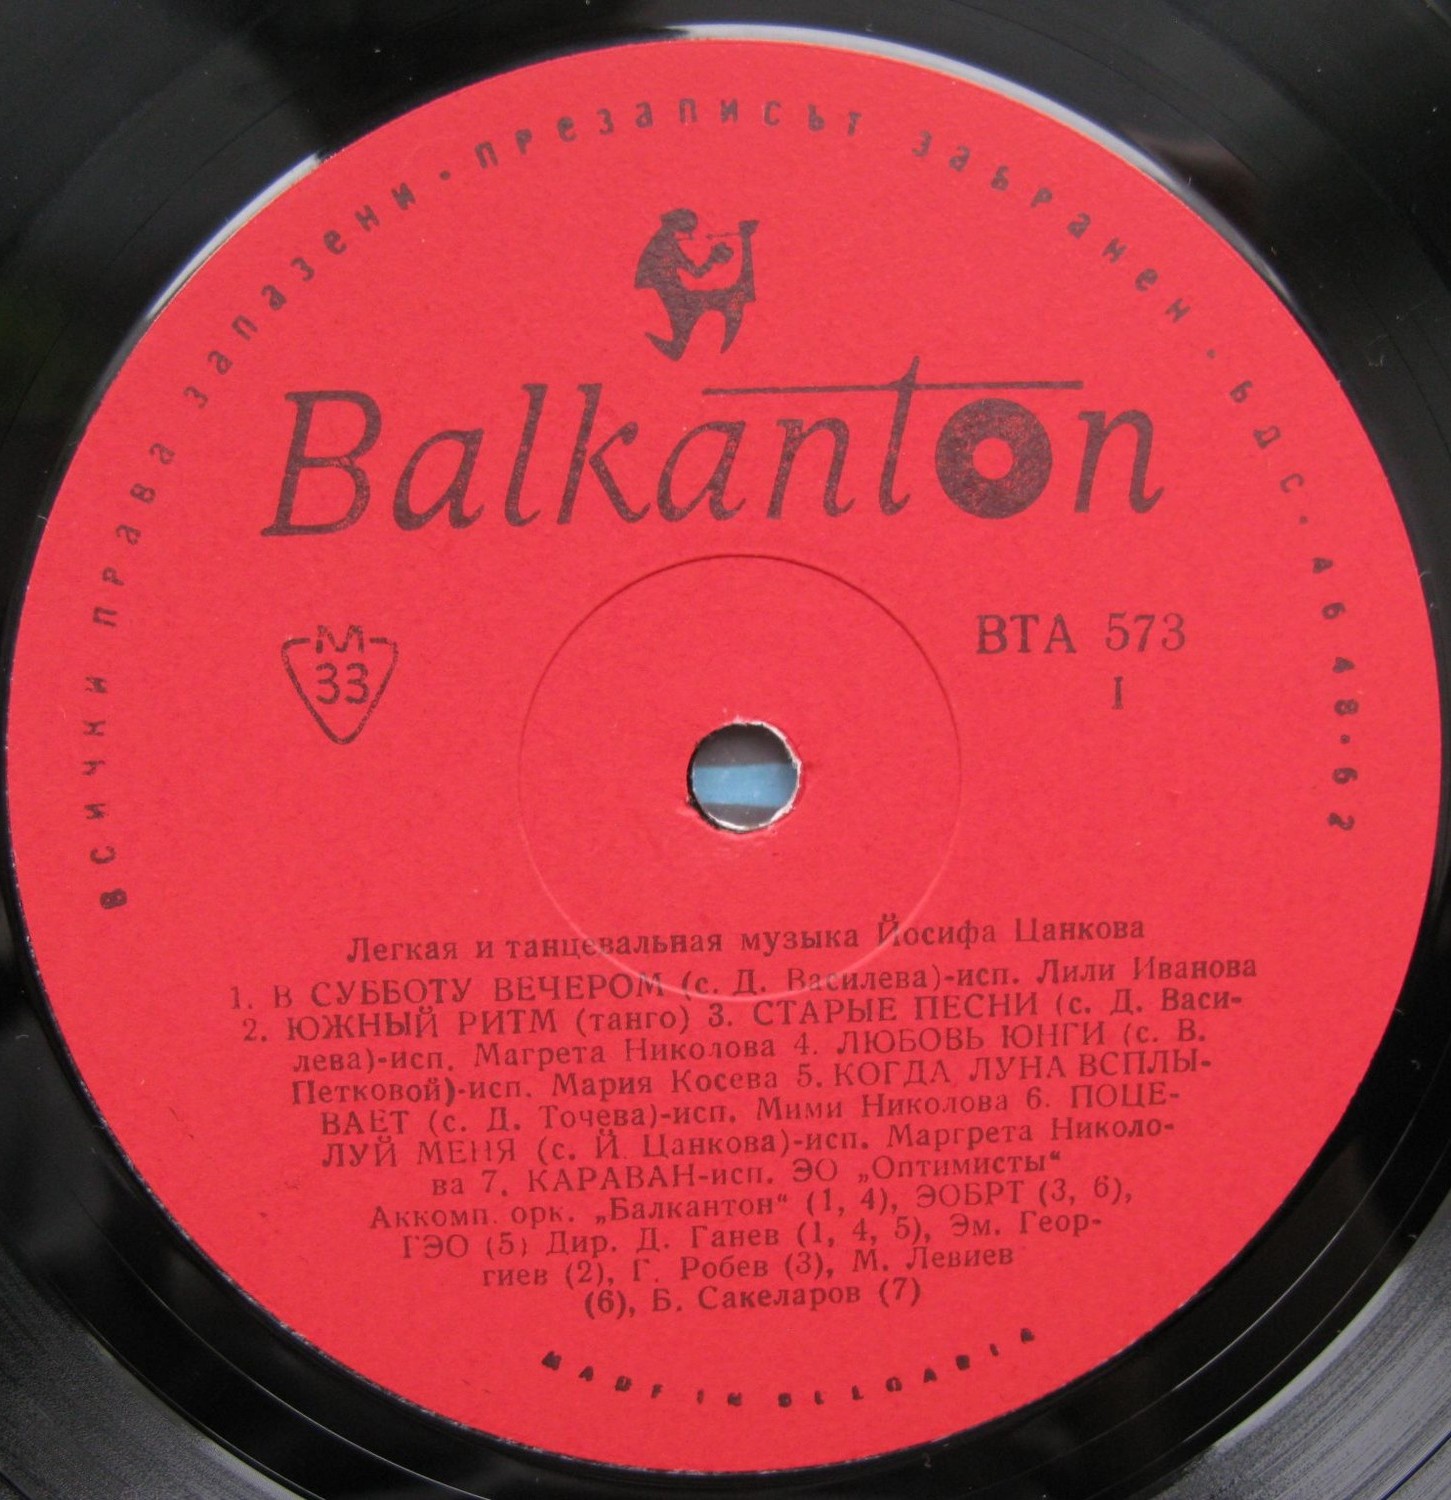 ВСИЧКИ ПРАВА ЗАПАЗЕНИ · ПРЕЗАПИСЪТ ЗАБРАНЕН · БДС · 4648·62
Balkanton
М
33
ВТА 573
I
Легкая и танцевальная музыка Йосифа Цанкова
1. В СУББОТУ ВЕЧЕРОМ (с. Д. Василева)-исп. Лили Иванова
2. ЮЖНЫЙ РИТМ (танго) 3. СТАРЫЕ ПЕСНИ (с. Д. Васи-
лева)-исп. Магрета Николова 4. ЛЮБОВЬ ЮНГИ (с. В.
Петковой)-исп. Мария Косева 5. КОГДА ЛУНА ВСПЛЫ-
ВАЕТ (с. Д. Точева)-исп. Мими Николова 6. ПОЦЕ-
ЛУЙ МЕНЯ (с. Й. Цанкова)-исп. Маргрета Николо-
ва 7. КАРАВАН-исп. ЭО „Оптимисты“
Аккомп. орк. „Балкантон“ (1, 4), ЭОБРТ (3, 6),
ГЭО (5) Дир. Д. Ганев (1, 4, 5), Эм. Геор-
гиев (2), Г. Робев (3), М. Левиев
(6), Б. Сакеларов (7)
MADE IN BULGARIA